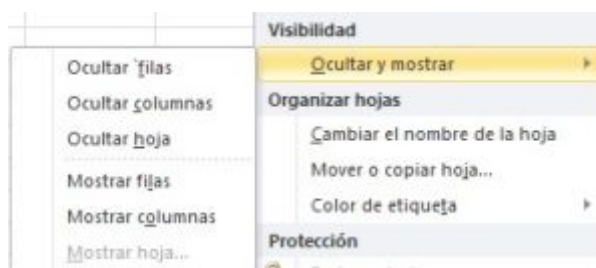 Visibilidad
Ocultar y mostrar
Ocultar filas
Ocultar columnas
Ocultar hoja
Mostrar filas
Mostrar columnas
Mostrar hoja...
Organizar hojas
Cambiar el nombre de la hoja
Mover o copiar hoja...
Color de etiqueta
Protección